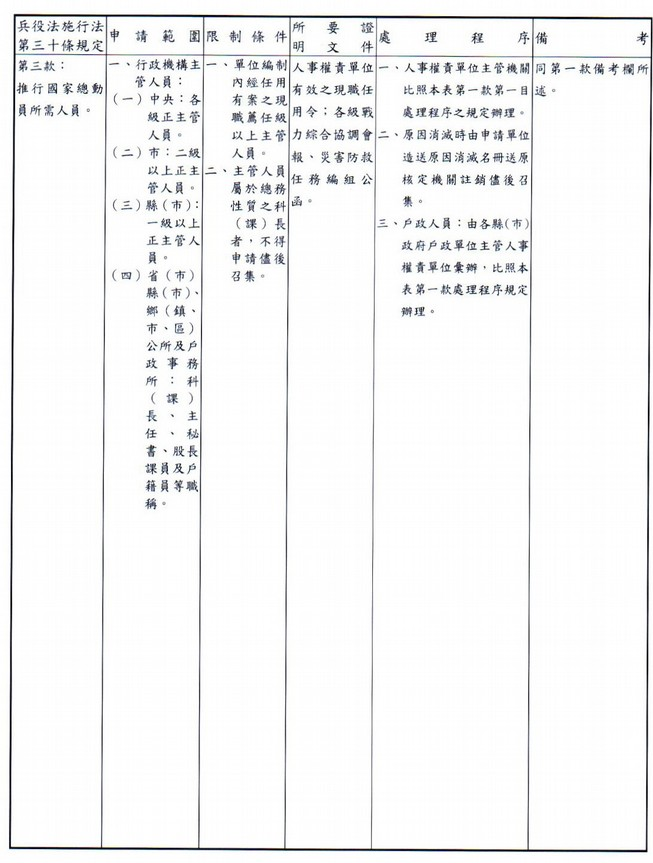 兵役法施行法
第三十條規定
申請範圍
限制條件
所要證
明文件
處理程序
備考
第三款：
推行國家總動
員所需人員。
一、行政機構主
管人員：
（一）中央：各
級正主管
人員。
（二）市：二級
以上正主
管人員。
（三）縣（市）：
一級以上
正主管人
員。
（四）省（市）
縣（市）、
鄉（鎮、
市、區）
公所及戶
政事務
所：科
（課）
長、主
任、秘
書、股長
課員及戶
籍員等職
稱。
一、單位編制
內經任用
有案之現
職薦任級
以上主管
人員。
二、主管人員
屬於總務
性質之科
（課）長
者，不得
申請儘後
召集。
人事權責單位
有效之現職任
用令；各級戰
力綜合協調會
報、災害防救
任務編組公
函。
一、人事權責單位主管機關
比照本表第一款第一目
處理程序之規定辦理。
二、原因消滅時由申請單位
造送原因消滅名冊送原
核定機關註銷儘後召
集。
三、戶政人員：由各縣（市）
政府戶政單位主管人事
權責單位彙辦，比照本
表第一款處理程序規定
辦理。
同第一款備考欄所
述。